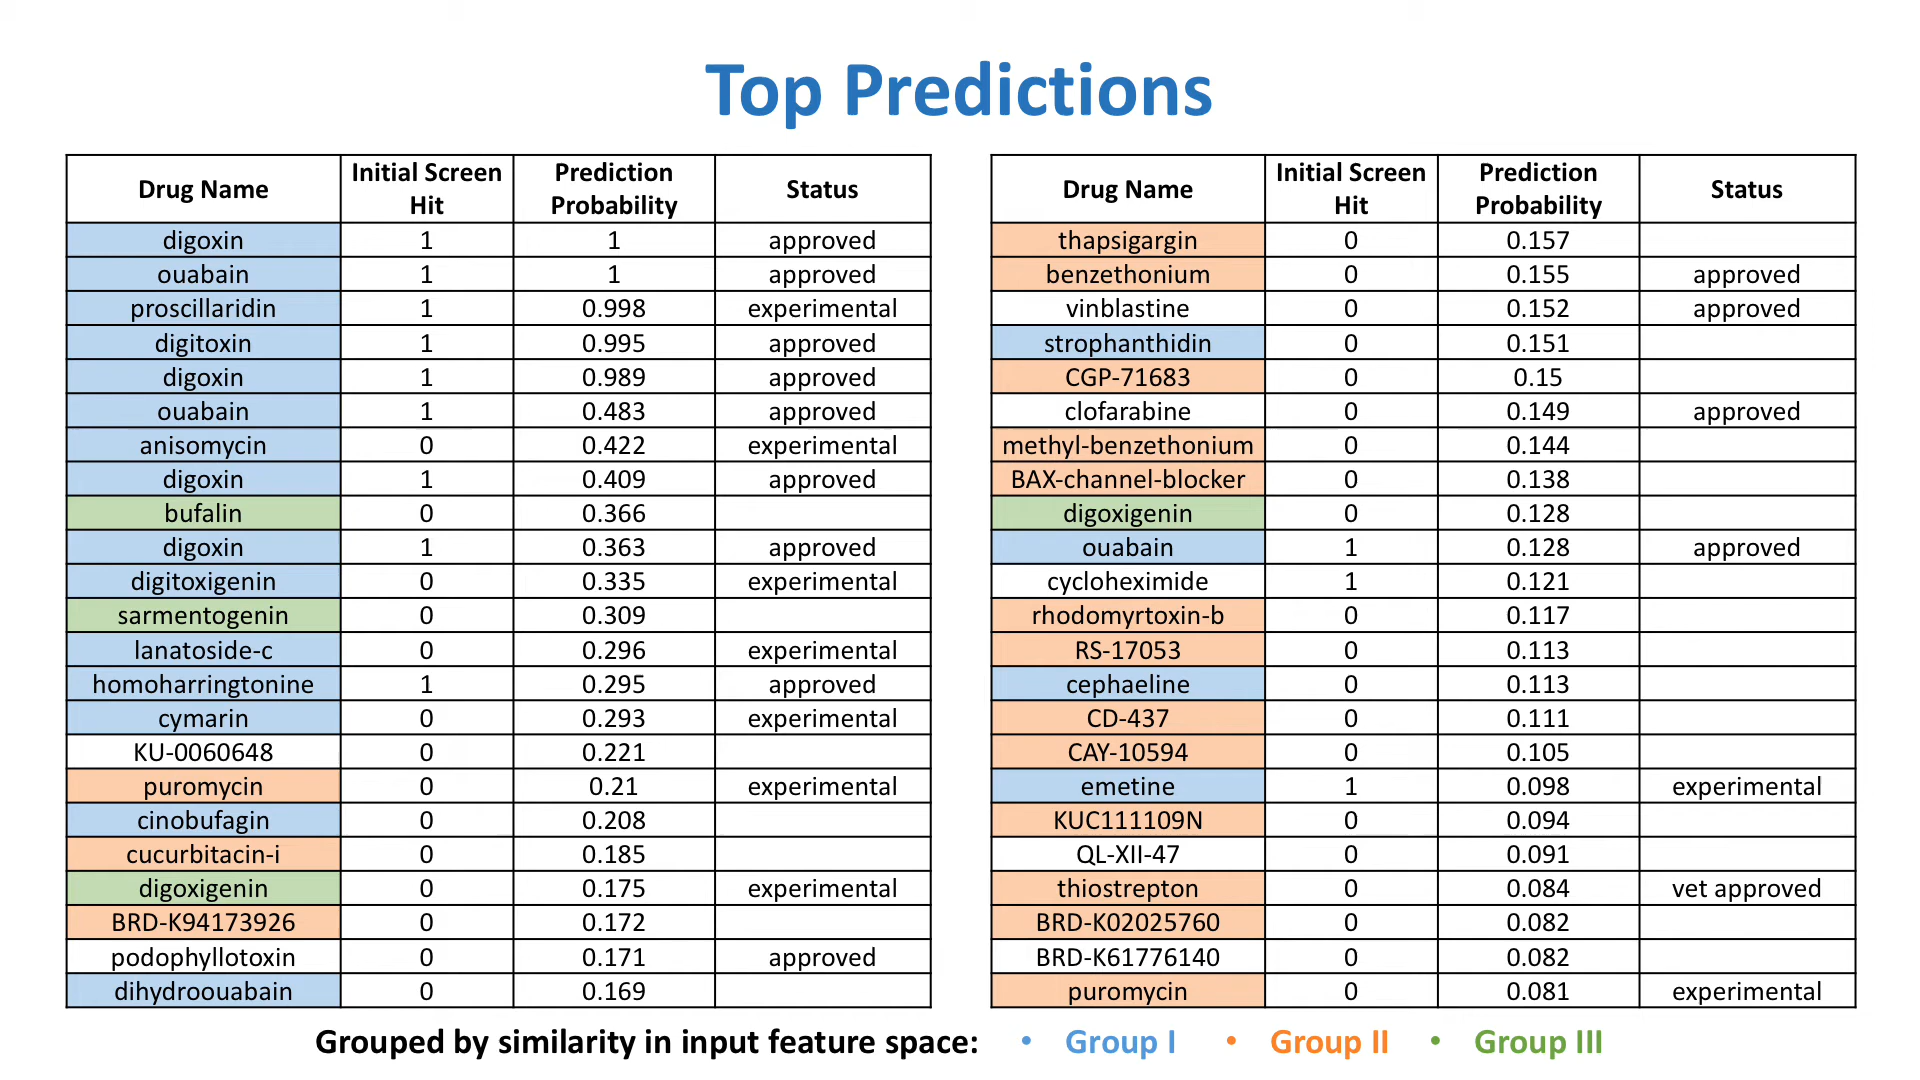 Top Predictions
Drug Name Initial Screen Hit Prediction Probability Status
digoxin 1 1 approved
ouabain 1 1 approved
proscillaridin 1 0.998 experimental
digitoxin 1 0.995 approved
digoxin 1 0.989 approved
ouabain 1 0.483 approved
anisomycin 0 0.422 experimental
digoxin 1 0.409 approved
bufalin 0 0.366
digoxin 1 0.363 approved
digitoxigenin 0 0.335 experimental
sarmentogenin 0 0.309
lanatoside-c 0 0.296 experimental
homoharringtonine 1 0.295 approved
cymarin 0 0.293 experimental
KU-0060648 0 0.221
puromycin 0 0.21 experimental
cinobufagin 0 0.208
cucurbitacin-i 0 0.185
digoxigenin 0 0.175 experimental
BRD-K94173926 0 0.172
podophyllotoxin 0 0.171 approved
dihydroouabain 0 0.169
Drug Name Initial Screen Hit Prediction Probability Status
thapsigargin 0 0.157
benzethonium 0 0.155 approved
vinblastine 0 0.152 approved
strophanthidin 0 0.151
CGP-71683 0 0.15
clofarabine 0 0.149 approved
methyl-benzethonium 0 0.144
BAX-channel-blocker 0 0.138
digoxigenin 0 0.128
ouabain 1 0.128 approved
cycloheximide 1 0.121
rhodomyrtoxin-b 0 0.117
RS-17053 0 0.113
cephaeline 0 0.113
CD-437 0 0.111
CAY-10594 0 0.105
emetine 1 0.098 experimental
KUC111109N 0 0.094
QL-XII-47 0 0.091
thiostrepton 0 0.084 vet approved
BRD-K02025760 0 0.082
BRD-K61776140 0 0.082
puromycin 0 0.081 experimental
Grouped by similarity in input feature space: • Group I • Group II • Group III